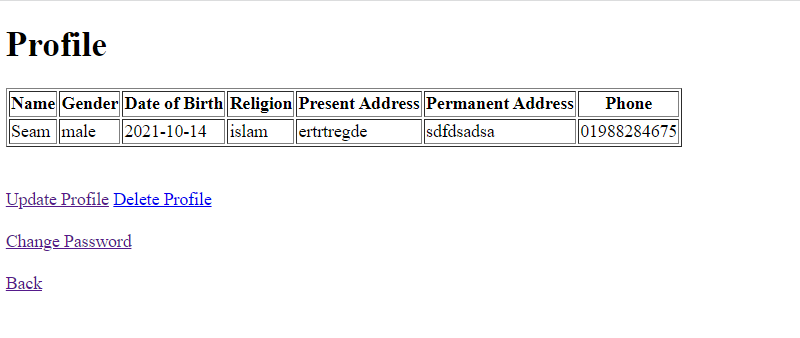 Profile
Name Gender Date of Birth Religion Present Address Permanent Address Phone
Seam male 2021-10-14 islam ertrtregde sdfdsadsa 01988284675
Update Profile Delete Profile
Change Password
Back